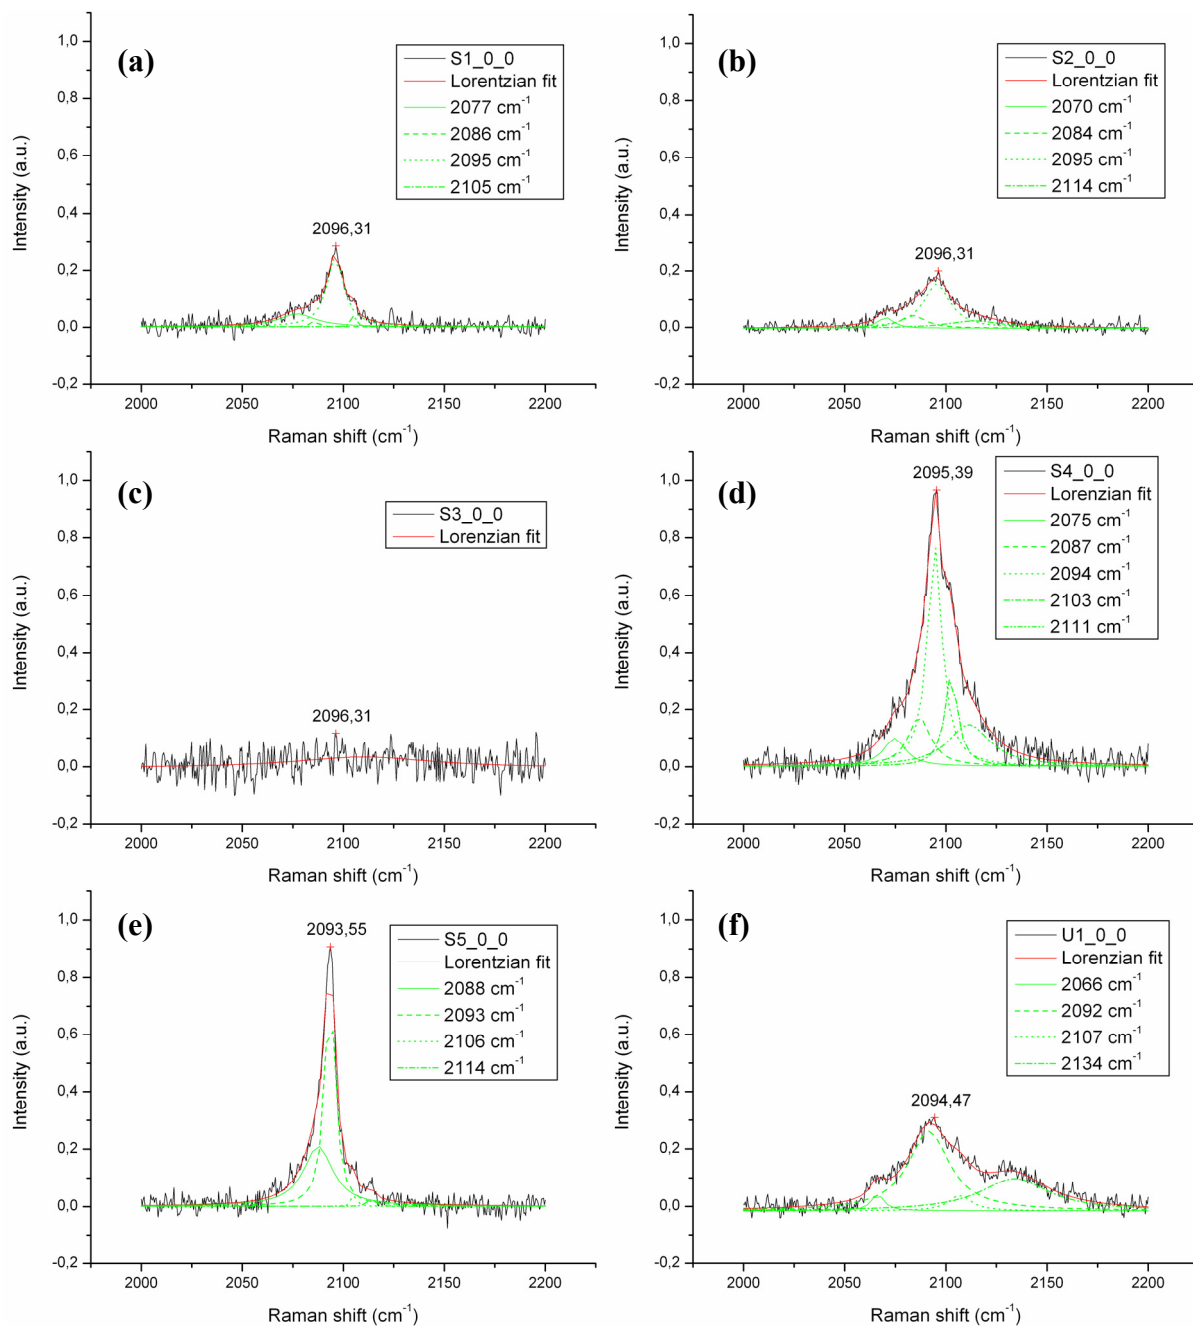 (a)
S1_0_0
Lorentzian fit
2077 cm-1
2086 cm-1
2095 cm-1
2105 cm-1
2096,31
1,0
0,8
0,6
0,4
0,2
0,0
-0,2
Intensity (a.u.)
2000 2050 2100 2150 2200
Raman shift (cm-1)
(b)
S2_0_0
Lorentzian fit
2070 cm-1
2084 cm-1
2095 cm-1
2114 cm-1
2096,31
1,0
0,8
0,6
0,4
0,2
0,0
-0,2
Intensity (a.u.)
2000 2050 2100 2150 2200
Raman shift (cm-1)
(c)
S3_0_0
Lorenzian fit
2096,31
1,0
0,8
0,6
0,4
0,2
0,0
-0,2
Intensity (a.u.)
2000 2050 2100 2150 2200
Raman shift (cm-1)
(d)
S4_0_0
Lorenzian fit
2075 cm-1
2087 cm-1
2094 cm-1
2103 cm-1
2111 cm-1
2095,39
1,0
0,8
0,6
0,4
0,2
0,0
-0,2
Intensity (a.u.)
2000 2050 2100 2150 2200
Raman shift (cm-1)
(e)
S5_0_0
Lorentzian fit
2088 cm-1
2093 cm-1
2106 cm-1
2114 cm-1
2093,55
1,0
0,8
0,6
0,4
0,2
0,0
-0,2
Intensity (a.u.)
2000 2050 2100 2150 2200
Raman shift (cm-1)
(f)
U1_0_0
Lorenzian fit
2066 cm-1
2092 cm-1
2107 cm-1
2134 cm-1
2094,47
1,0
0,8
0,6
0,4
0,2
0,0
-0,2
Intensity (a.u.)
2000 2050 2100 2150 2200
Raman shift (cm-1)